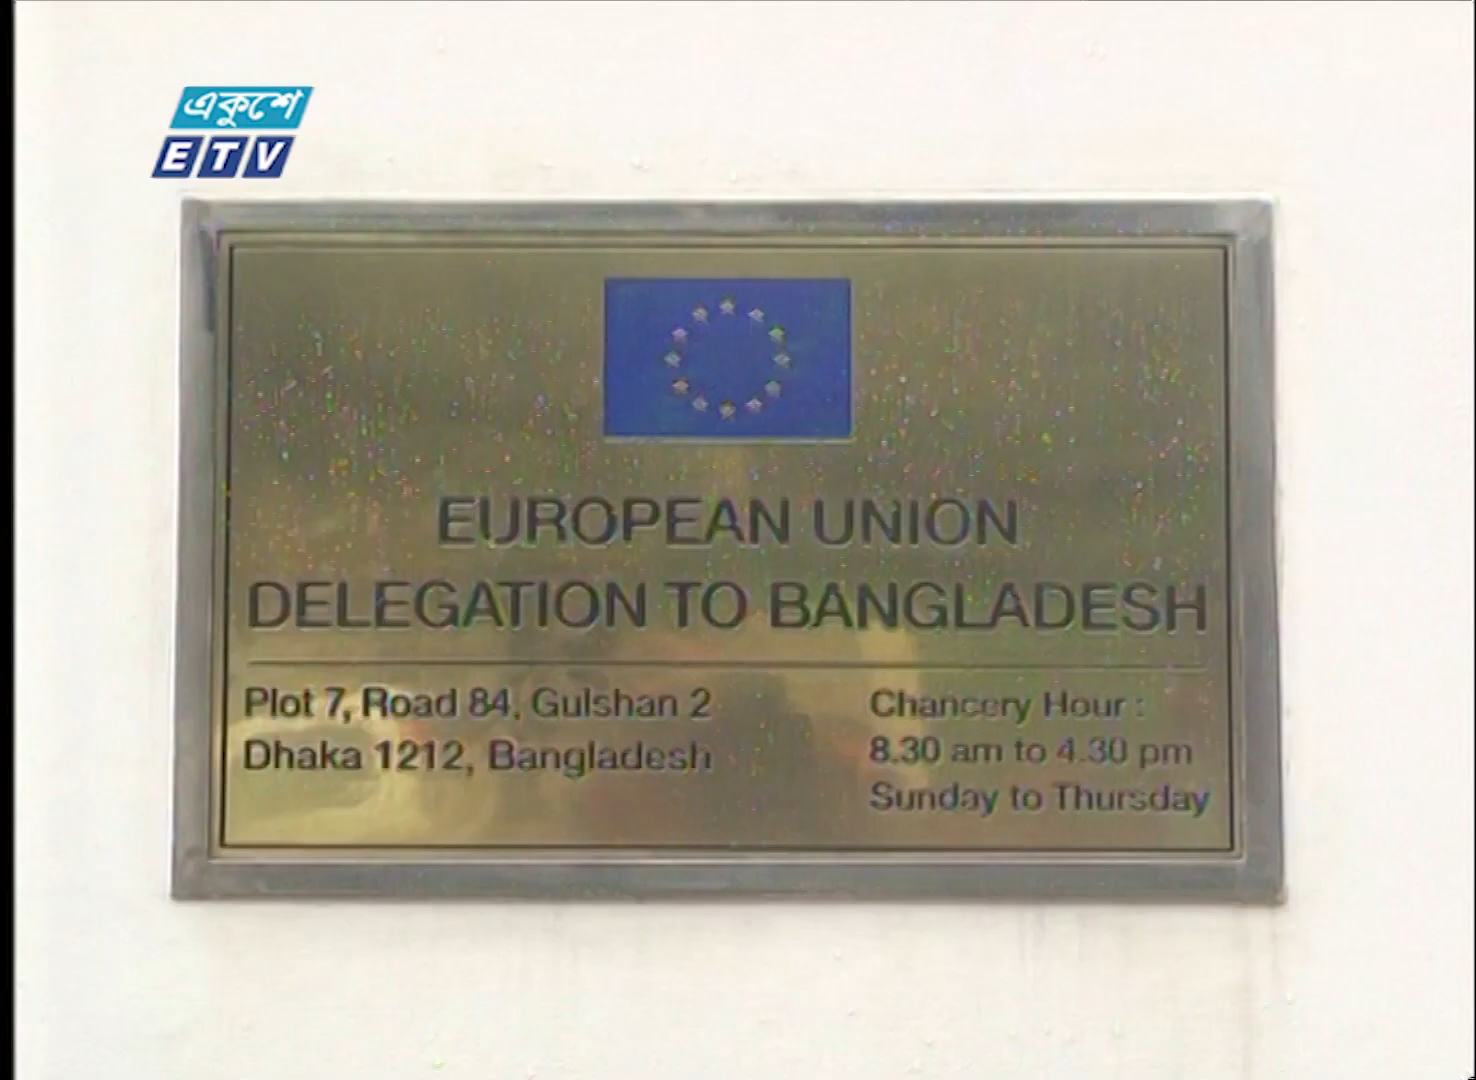 একুশে
ETV
EUROPEAN UNION
DELEGATION TO BANGLADESH
Plot 7, Road 84, Gulshan 2
Dhaka 1212, Bangladesh
Chancery Hour :
8.30 am to 4.30 pm
Sunday to Thursday